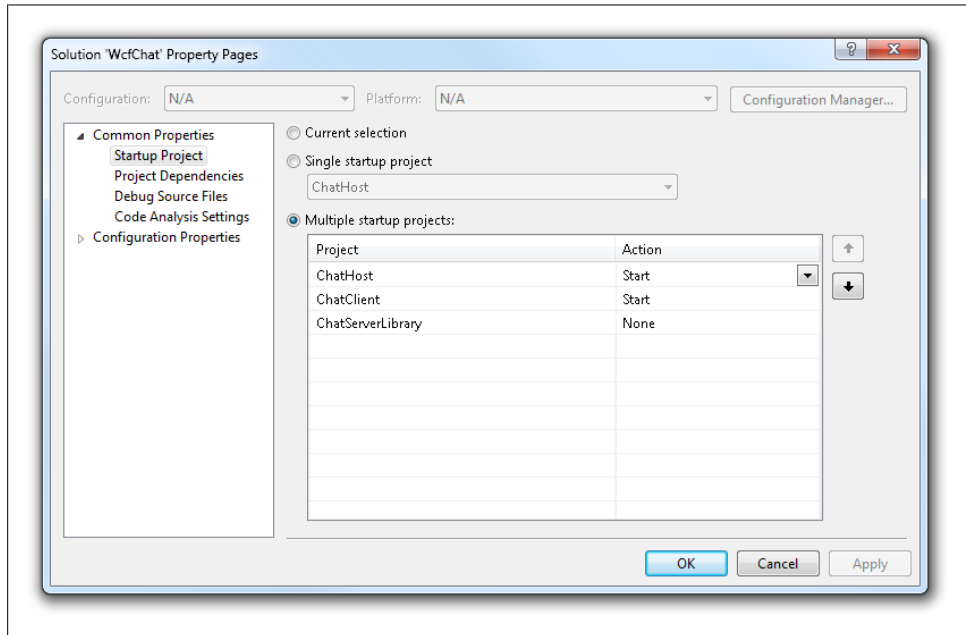 Solution 'WcfChat' Property Pages
Configuration: N/A Platform: N/A Configuration Manager...
Common Properties
Startup Project
Project Dependencies
Debug Source Files
Code Analysis Settings
Configuration Properties
Current selection
Single startup project
ChatHost
Multiple startup projects:
Project Action
ChatHost Start
ChatClient Start
ChatServerLibrary None
OK Cancel Apply